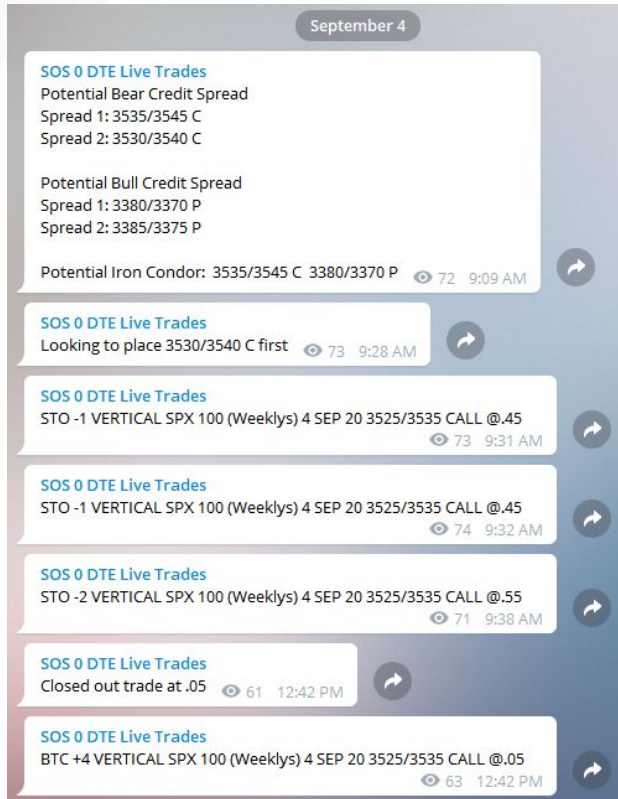 September 4
SOS 0 DTE Live Trades
Potential Bear Credit Spread
Spread 1: 3535/3545 C
Spread 2: 3530/3540 C
Potential Bull Credit Spread
Spread 1: 3380/3370 P
Spread 2: 3385/3375 P
Potential Iron Condor: 3535/3545 C 3380/3370 P 72 9:09 AM
SOS 0 DTE Live Trades
Looking to place 3530/3540 C first 73 9:28 AM
SOS 0 DTE Live Trades
STO -1 VERTICAL SPX 100 (Weeklys) 4 SEP 20 3525/3535 CALL @.45
73 9:31 AM
SOS 0 DTE Live Trades
STO -1 VERTICAL SPX 100 (Weeklys) 4 SEP 20 3525/3535 CALL @.45
74 9:32 AM
SOS 0 DTE Live Trades
STO -2 VERTICAL SPX 100 (Weeklys) 4 SEP 20 3525/3535 CALL @.55
71 9:38 AM
SOS 0 DTE Live Trades
Closed out trade at .05 61 12:42 PM
SOS 0 DTE Live Trades
BTC +4 VERTICAL SPX 100 (Weeklys) 4 SEP 20 3525/3535 CALL @.05
63 12:42 PM